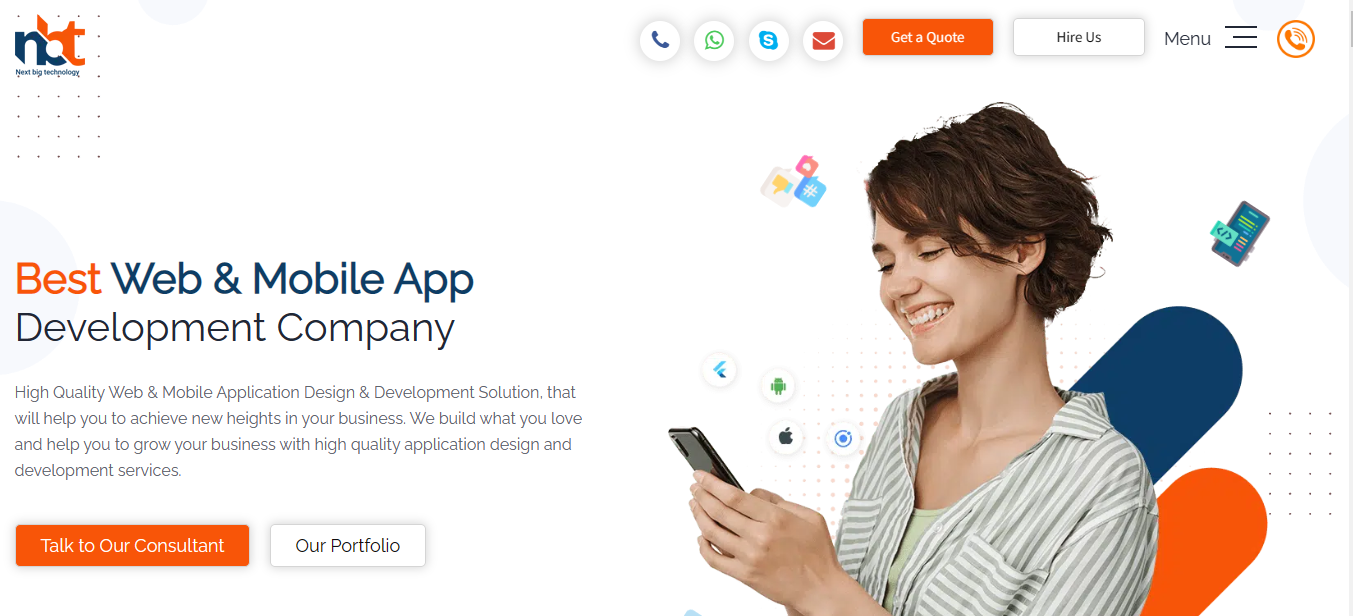 nbt
Next big technology
Get a Quote
Hire Us
Menu
Best Web & Mobile App
Development Company
High Quality Web & Mobile Application Design & Development Solution, that
will help you to achieve new heights in your business. We build what you love
and help you to grow your business with high quality application design and
development services.
Talk to Our Consultant
Our Portfolio